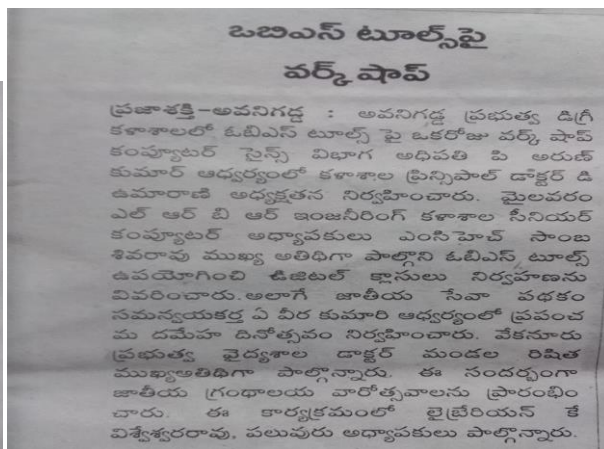 ఒబిఎస్ టూల్స్‌పై
వర్క్ షాప్
ప్రజాశక్తి-అవనిగడ్డ : అవనిగడ్డ ప్రభుత్వ డిగ్రీ
కళాశాలలో ఓబిఎస్ టూల్స్ పై ఒకరోజు వర్క్ షాప్
కంప్యూటర్ సైన్స్ విభాగ అధిపతి పి అరుణ్
కుమార్ ఆధ్వర్యంలో కళాశాల ప్రిన్సిపాల్ డాక్టర్ డి
ఉమారాణి అధ్యక్షతన నిర్వహించారు. మైలవరం
ఎల్ ఆర్ బి ఆర్ ఇంజనీరింగ్ కళాశాల సీనియర్
కంప్యూటర్ అధ్యాపకులు ఎంసిహెచ్ సాంబ
శివరావు ముఖ్య అతిథిగా పాల్గొని ఓబిఎస్ టూల్స్
ఉపయోగించి డిజిటల్ క్లాసులు నిర్వహణను
వివరించారు. అలాగే జాతీయ సేవా పథకం
సమన్వయకర్త ఏ వీర కుమారి ఆధ్వర్యంలో ప్రపంచ
మ దమేహ దినోత్సవం నిర్వహించారు. వేకనూరు
ప్రభుత్వ వైద్యశాల డాక్టర్ మండల రిషిత
ముఖ్యఅతిథిగా పాల్గొన్నారు. ఈ సందర్భంగా
జాతీయ గ్రంథాలయ వారోత్సవాలను ప్రారంభిం
చారు. ఈ కార్యక్రమంలో లైబ్రేరియన్ కే
విశ్వేశ్వరరావు, పలువురు అధ్యాపకులు పాల్గొన్నారు.